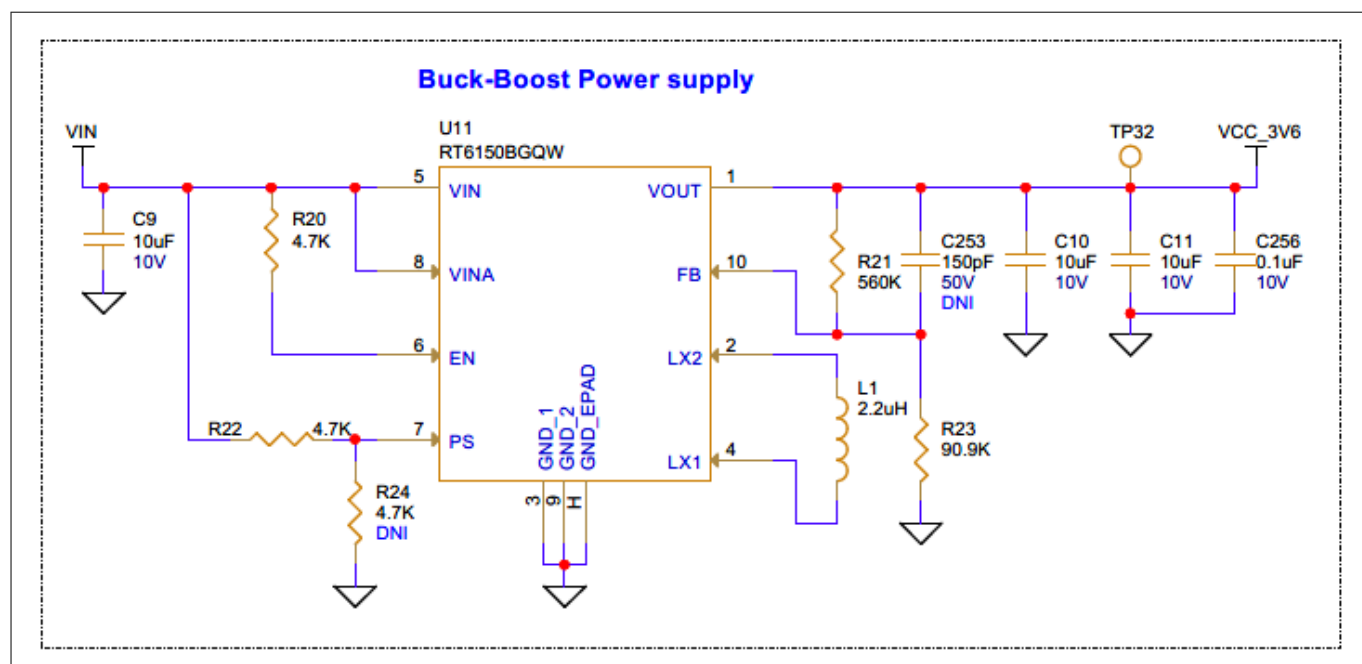 Buck-Boost Power supply
VIN
U11
RT6150BGQW
TP32
VCC_3V6
5
VIN
VOUT
1
C9
10uF
10V
R20
4.7K
8
VINA
FB
10
R21
560K
C253
150pF
50V
DNI
C10
10uF
10V
C11
10uF
10V
C256
0.1uF
10V
6
EN
LX2
2
L1
2.2uH
R22
4.7K
7
PS
GND_1
GND_2
GND_EPAD
LX1
4
R23
90.9K
R24
4.7K
DNI
3
9
H